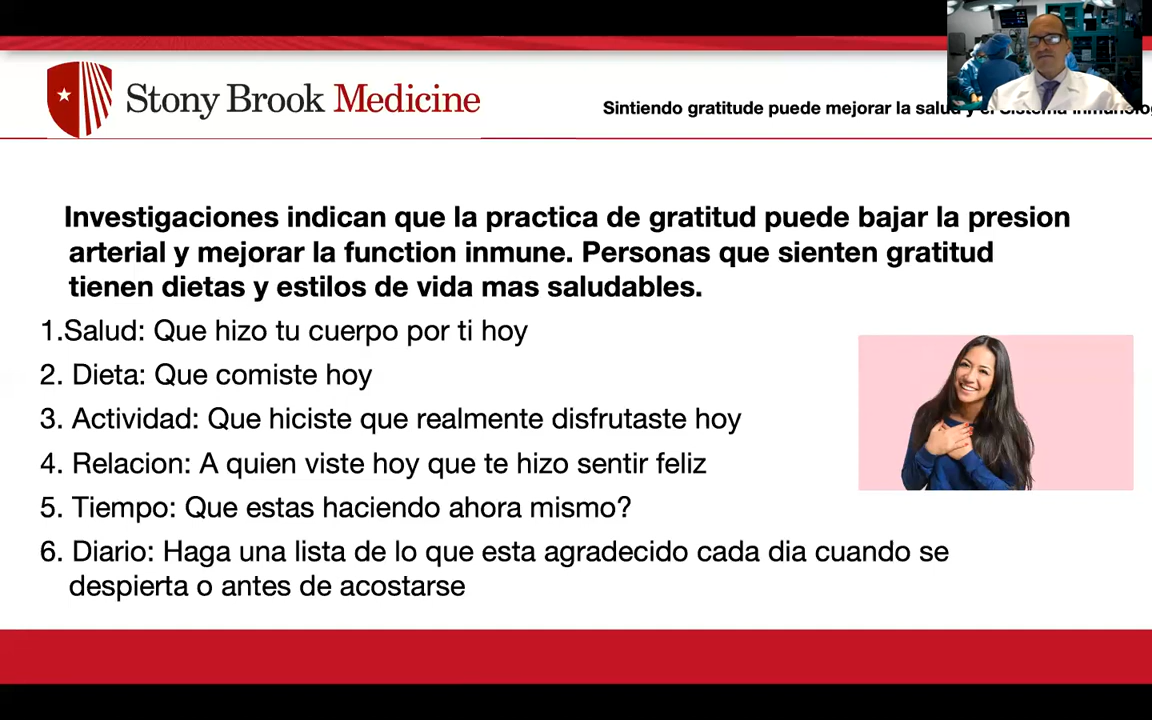 Stony Brook Medicine
Sintiendo gratitude puede mejorar la salud y el Sistema
Investigaciones indican que la practica de gratitud puede bajar la presion
arterial y mejorar la function inmune. Personas que sienten gratitud
tienen dietas y estilos de vida mas saludables.
1.Salud: Que hizo tu cuerpo por ti hoy
2. Dieta: Que comiste hoy
3. Actividad: Que hiciste que realmente disfrutaste hoy
4. Relacion: A quien viste hoy que te hizo sentir feliz
5. Tiempo: Que estas haciendo ahora mismo?
6. Diario: Haga una lista de lo que esta agradecido cada dia cuando se
despierta o antes de acostarse